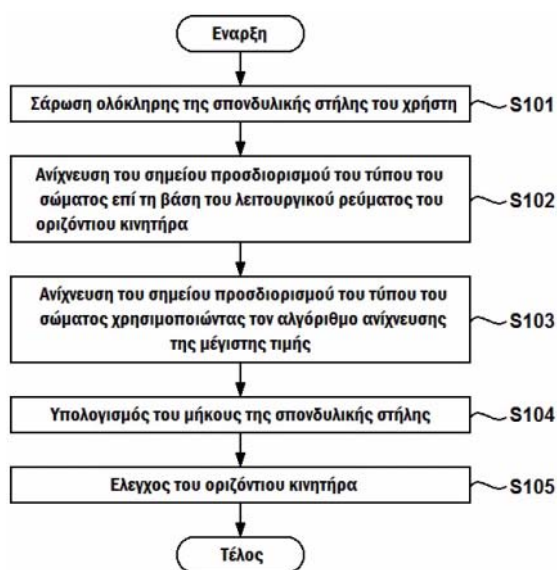 Εναρξη
Σάρωση ολόκληρης της σπονδυλικής στήλης του χρήστη
S101
Ανίχνευση του σημείου προσδιορισμού του τύπου του
σώματος επί τη βάση του λειτουργικού ρεύματος του
οριζόντιου κινητήρα
S102
Ανίχνευση του σημείου προσδιορισμού του τύπου του
σώματος χρησιμοποιώντας τον αλγόριθμο ανίχνευσης
της μέγιστης τιμής
S103
Υπολογισμός του μήκους της σπονδυλικής στήλης
S104
Ελεγχος του οριζόντιου κινητήρα
S105
Τέλος